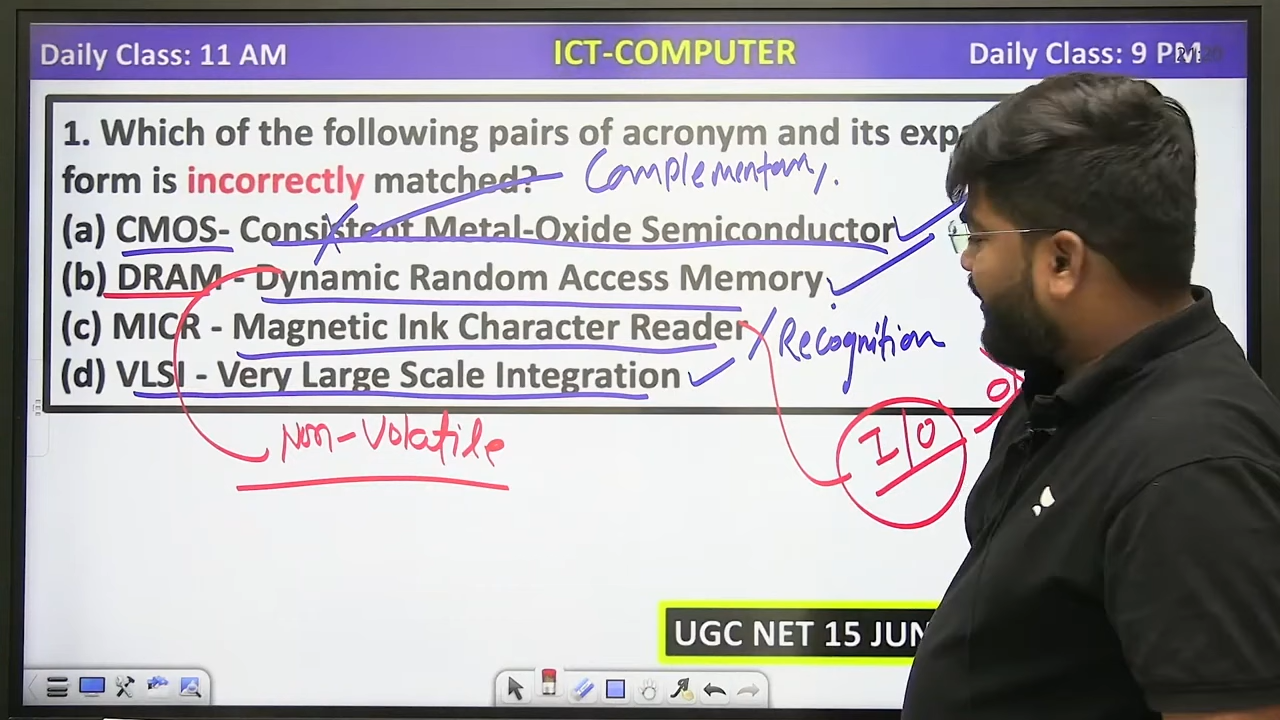 Daily Class: 11 AM ICT-COMPUTER Daily Class: 9 PM
1. Which of the following pairs of acronym and its
form is incorrectly matched? Complementary.
(a) CMOS- Consistent Metal-Oxide Semiconductor
(b) DRAM - Dynamic Random Access Memory
(c) MICR - Magnetic Ink Character Reader Recognition
(d) VLSI - Very Large Scale Integration
Non-Volatile
I/O
UGC NET 15 JUN